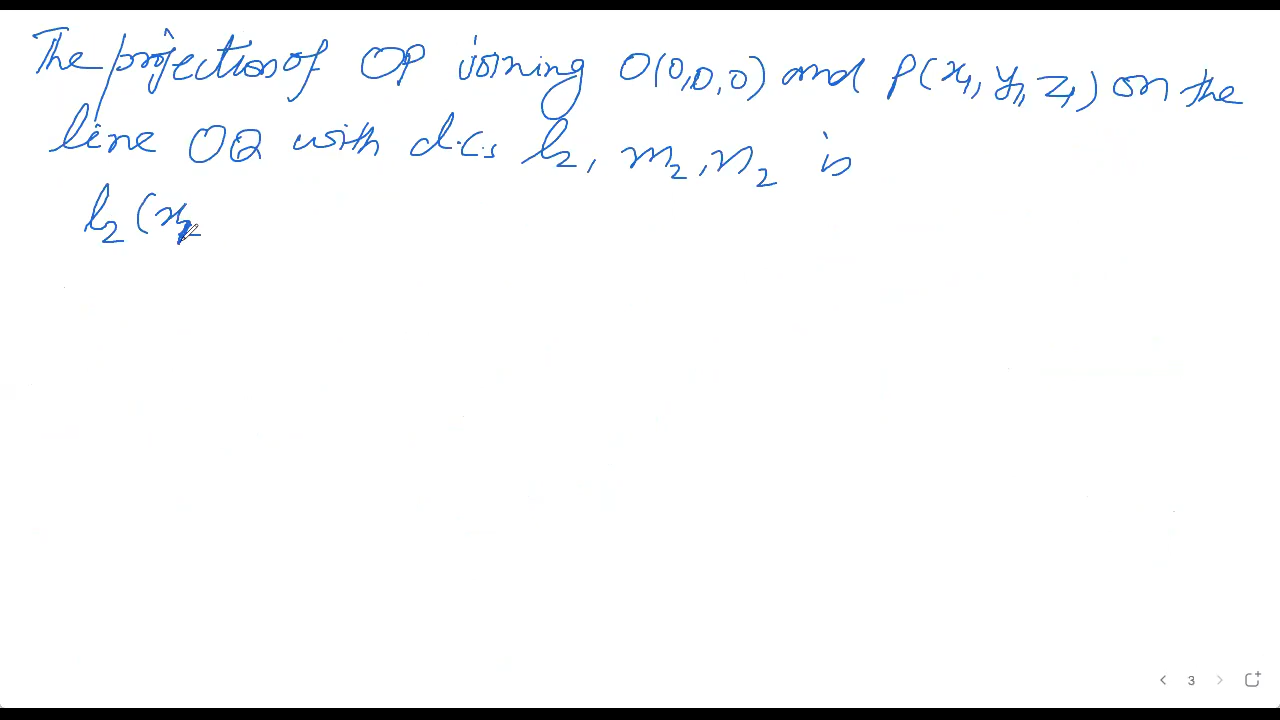 The projection of OP joining O(0,0,0) and P(x₁, y₁, z₁) on the
line OQ with d.c.s l₂, m₂, n₂ is
l₂ (x₁
3